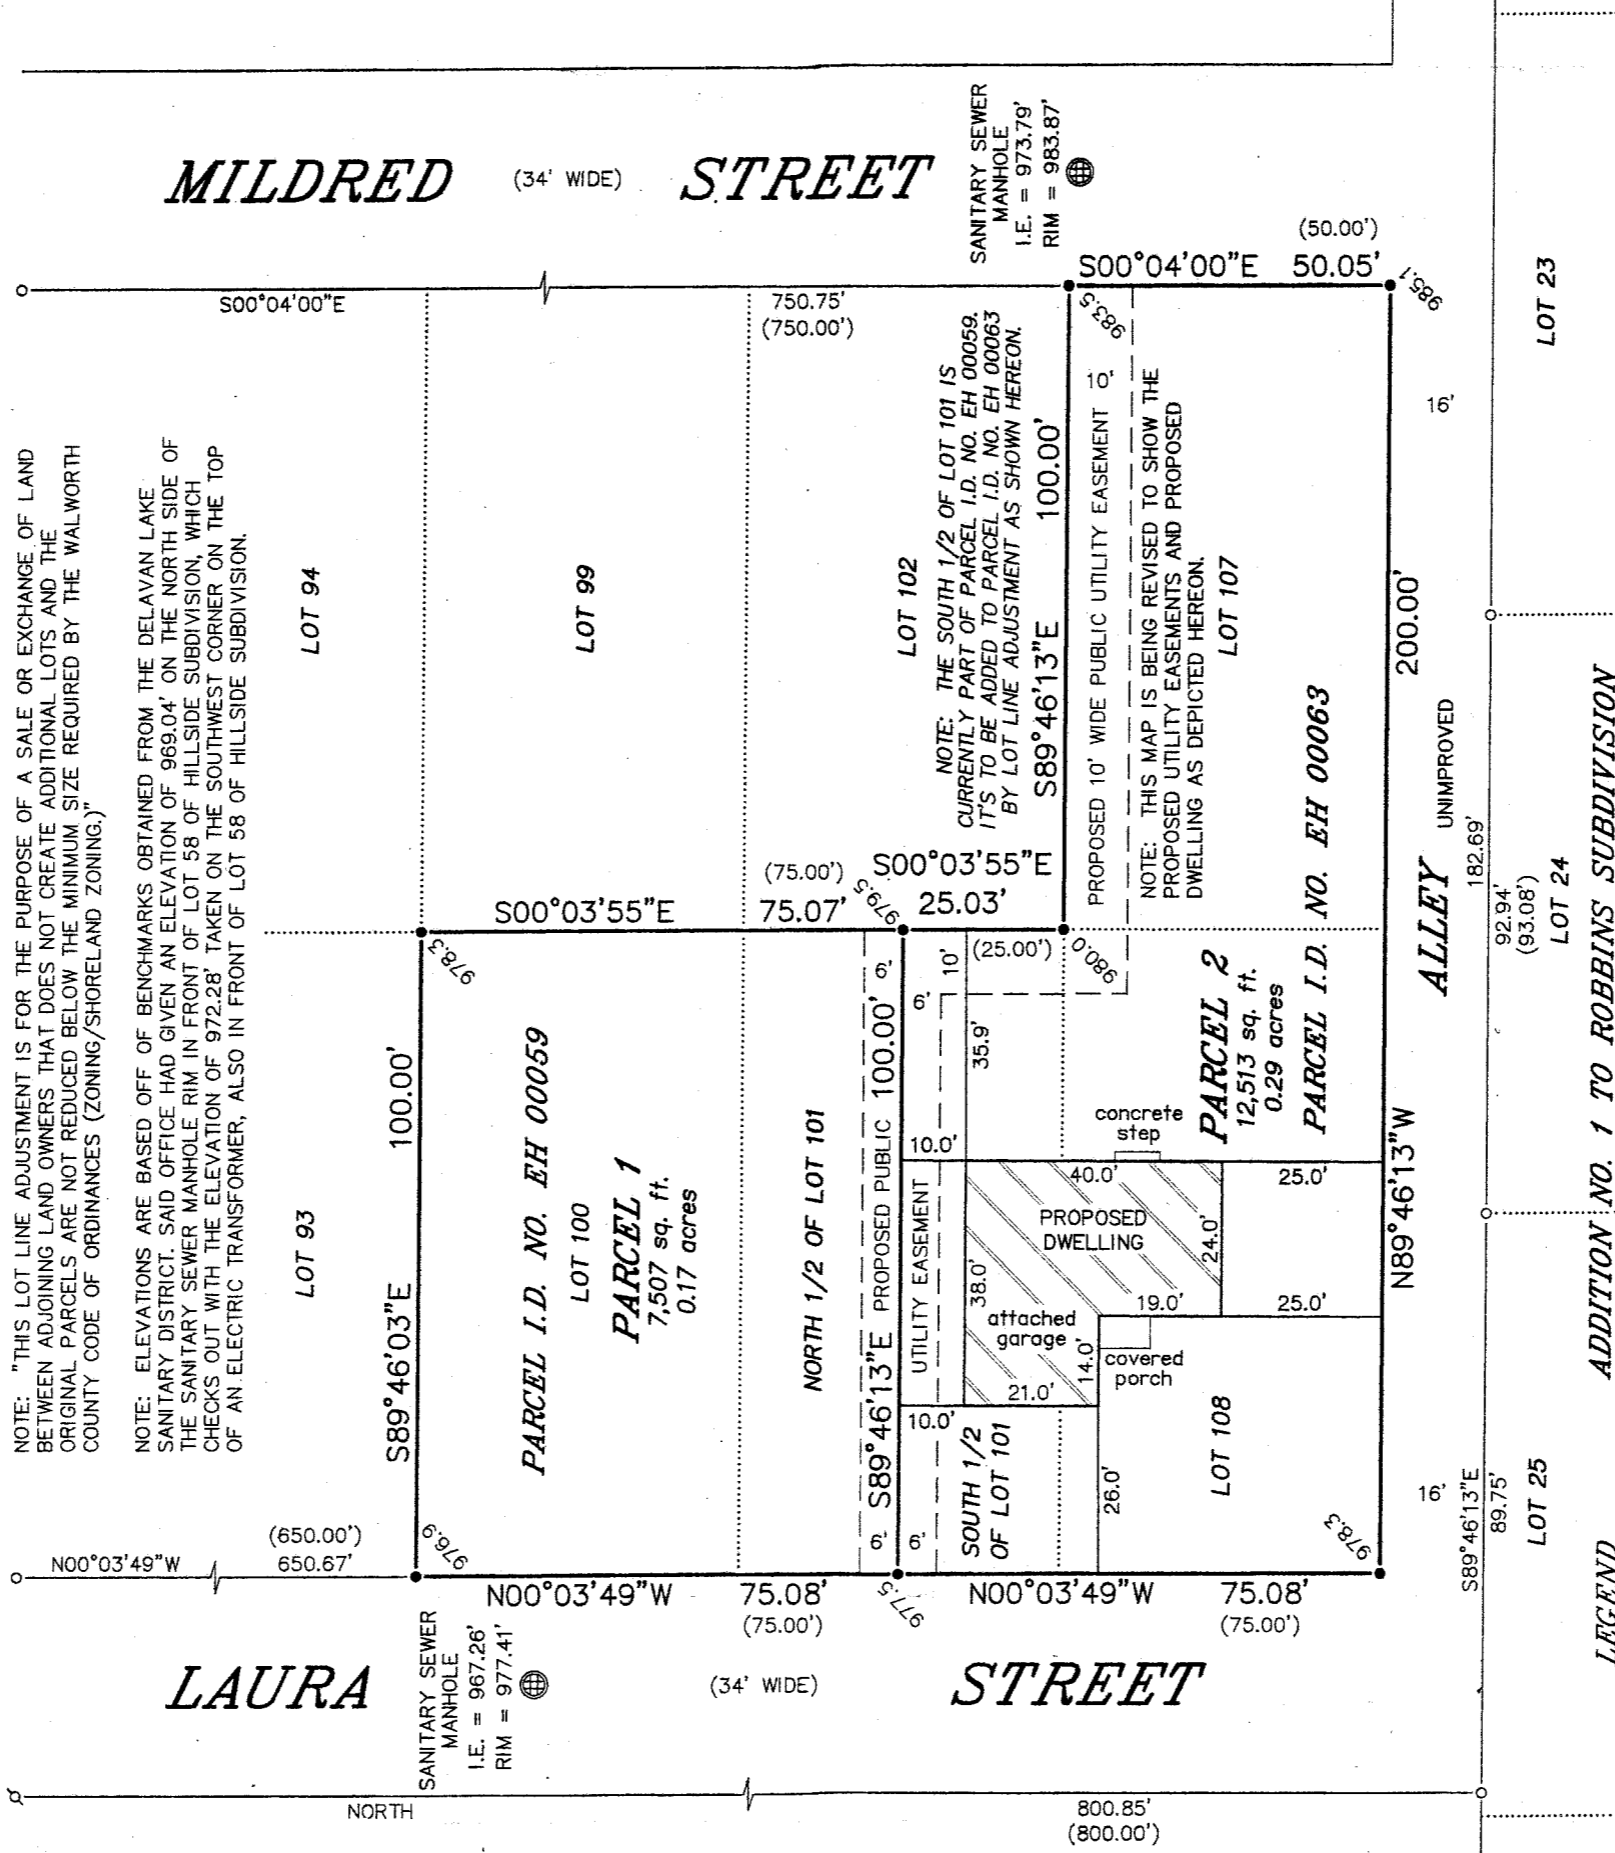 MILDRED (34' WIDE) STREET
SANITARY SEWER
MANHOLE
I.E. = 973.79'
RIM = 983.87'
(50.00')
S00°04'00"E 50.05'
S00°04'00"E
750.75'
(750.00')
983.5
985.1
LOT 23
16'
NOTE: "THIS LOT LINE ADJUSTMENT IS FOR THE PURPOSE OF A SALE OR EXCHANGE OF LAND
BETWEEN ADJOINING LAND OWNERS THAT DOES NOT CREATE ADDITIONAL LOTS AND THE
ORIGINAL PARCELS ARE NOT REDUCED BELOW THE MINIMUM SIZE REQUIRED BY THE WALWORTH
COUNTY CODE OF ORDINANCES (ZONING/SHORELAND ZONING.)"
NOTE: ELEVATIONS ARE BASED OFF OF BENCHMARKS OBTAINED FROM THE DELAVAN LAKE
SANITARY DISTRICT. SAID OFFICE HAD GIVEN AN ELEVATION OF 969.04' ON THE NORTH SIDE OF
THE SANITARY SEWER MANHOLE RIM IN FRONT OF LOT 58 OF HILLSIDE SUBDIVISION, WHICH
CHECKS OUT WITH THE ELEVATION OF 972.28' TAKEN ON THE SOUTHWEST CORNER ON THE TOP
OF AN ELECTRIC TRANSFORMER, ALSO IN FRONT OF LOT 58 OF HILLSIDE SUBDIVISION.
LOT 94
LOT 99
LOT 102
NOTE: THE SOUTH 1/2 OF LOT 101 IS
CURRENTLY PART OF PARCEL I.D. NO. EH 00059.
IT'S TO BE ADDED TO PARCEL I.D. NO. EH 00063
BY LOT LINE ADJUSTMENT AS SHOWN HEREON.
S89°46'13"E 100.00'
PROPOSED 10' WIDE PUBLIC UTILITY EASEMENT 10'
NOTE: THIS MAP IS BEING REVISED TO SHOW THE
PROPOSED UTILITY EASEMENTS AND PROPOSED
DWELLING AS DEPICTED HEREON.
LOT 107
200.00'
N89°46'13"W
ALLEY UNIMPROVED
182.69'
92.94'
(93.08')
LOT 24
ADDITION NO. 1 TO ROBBINS SUBDIVISION
S00°03'55"E 75.07'
(75.00')
S00°03'55"E
25.03'
(25.00')
978.3
979.5
980.0
LOT 93
S89°46'03"E 100.00'
PARCEL I.D. NO. EH 00059
LOT 100
PARCEL 1
7,507 sq. ft.
0.17 acres
NORTH 1/2 OF LOT 101
S89°46'13"E PROPOSED PUBLIC 100.00'
UTILITY EASEMENT
6'
6'
10'
35.9'
10.0'
PARCEL 2
12,513 sq. ft.
0.29 acres
PARCEL I.D. NO. EH 00063
concrete
step
40.0'
25.0'
PROPOSED
DWELLING
24.0'
38.0'
19.0'
25.0'
attached
garage
14.0'
covered
porch
21.0'
10.0'
SOUTH 1/2
OF LOT 101
26.0'
LOT 108
6'
6'
976.9
977.5
978.3
16'
S89°46'13"E
89.75'
LOT 25
LEGEND
N00°03'49"W
(650.00')
650.67'
N00°03'49"W 75.08'
(75.00')
N00°03'49"W 75.08'
(75.00')
SANITARY SEWER
MANHOLE
I.E. = 967.26'
RIM = 977.41'
LAURA (34' WIDE) STREET
NORTH
800.85'
(800.00')